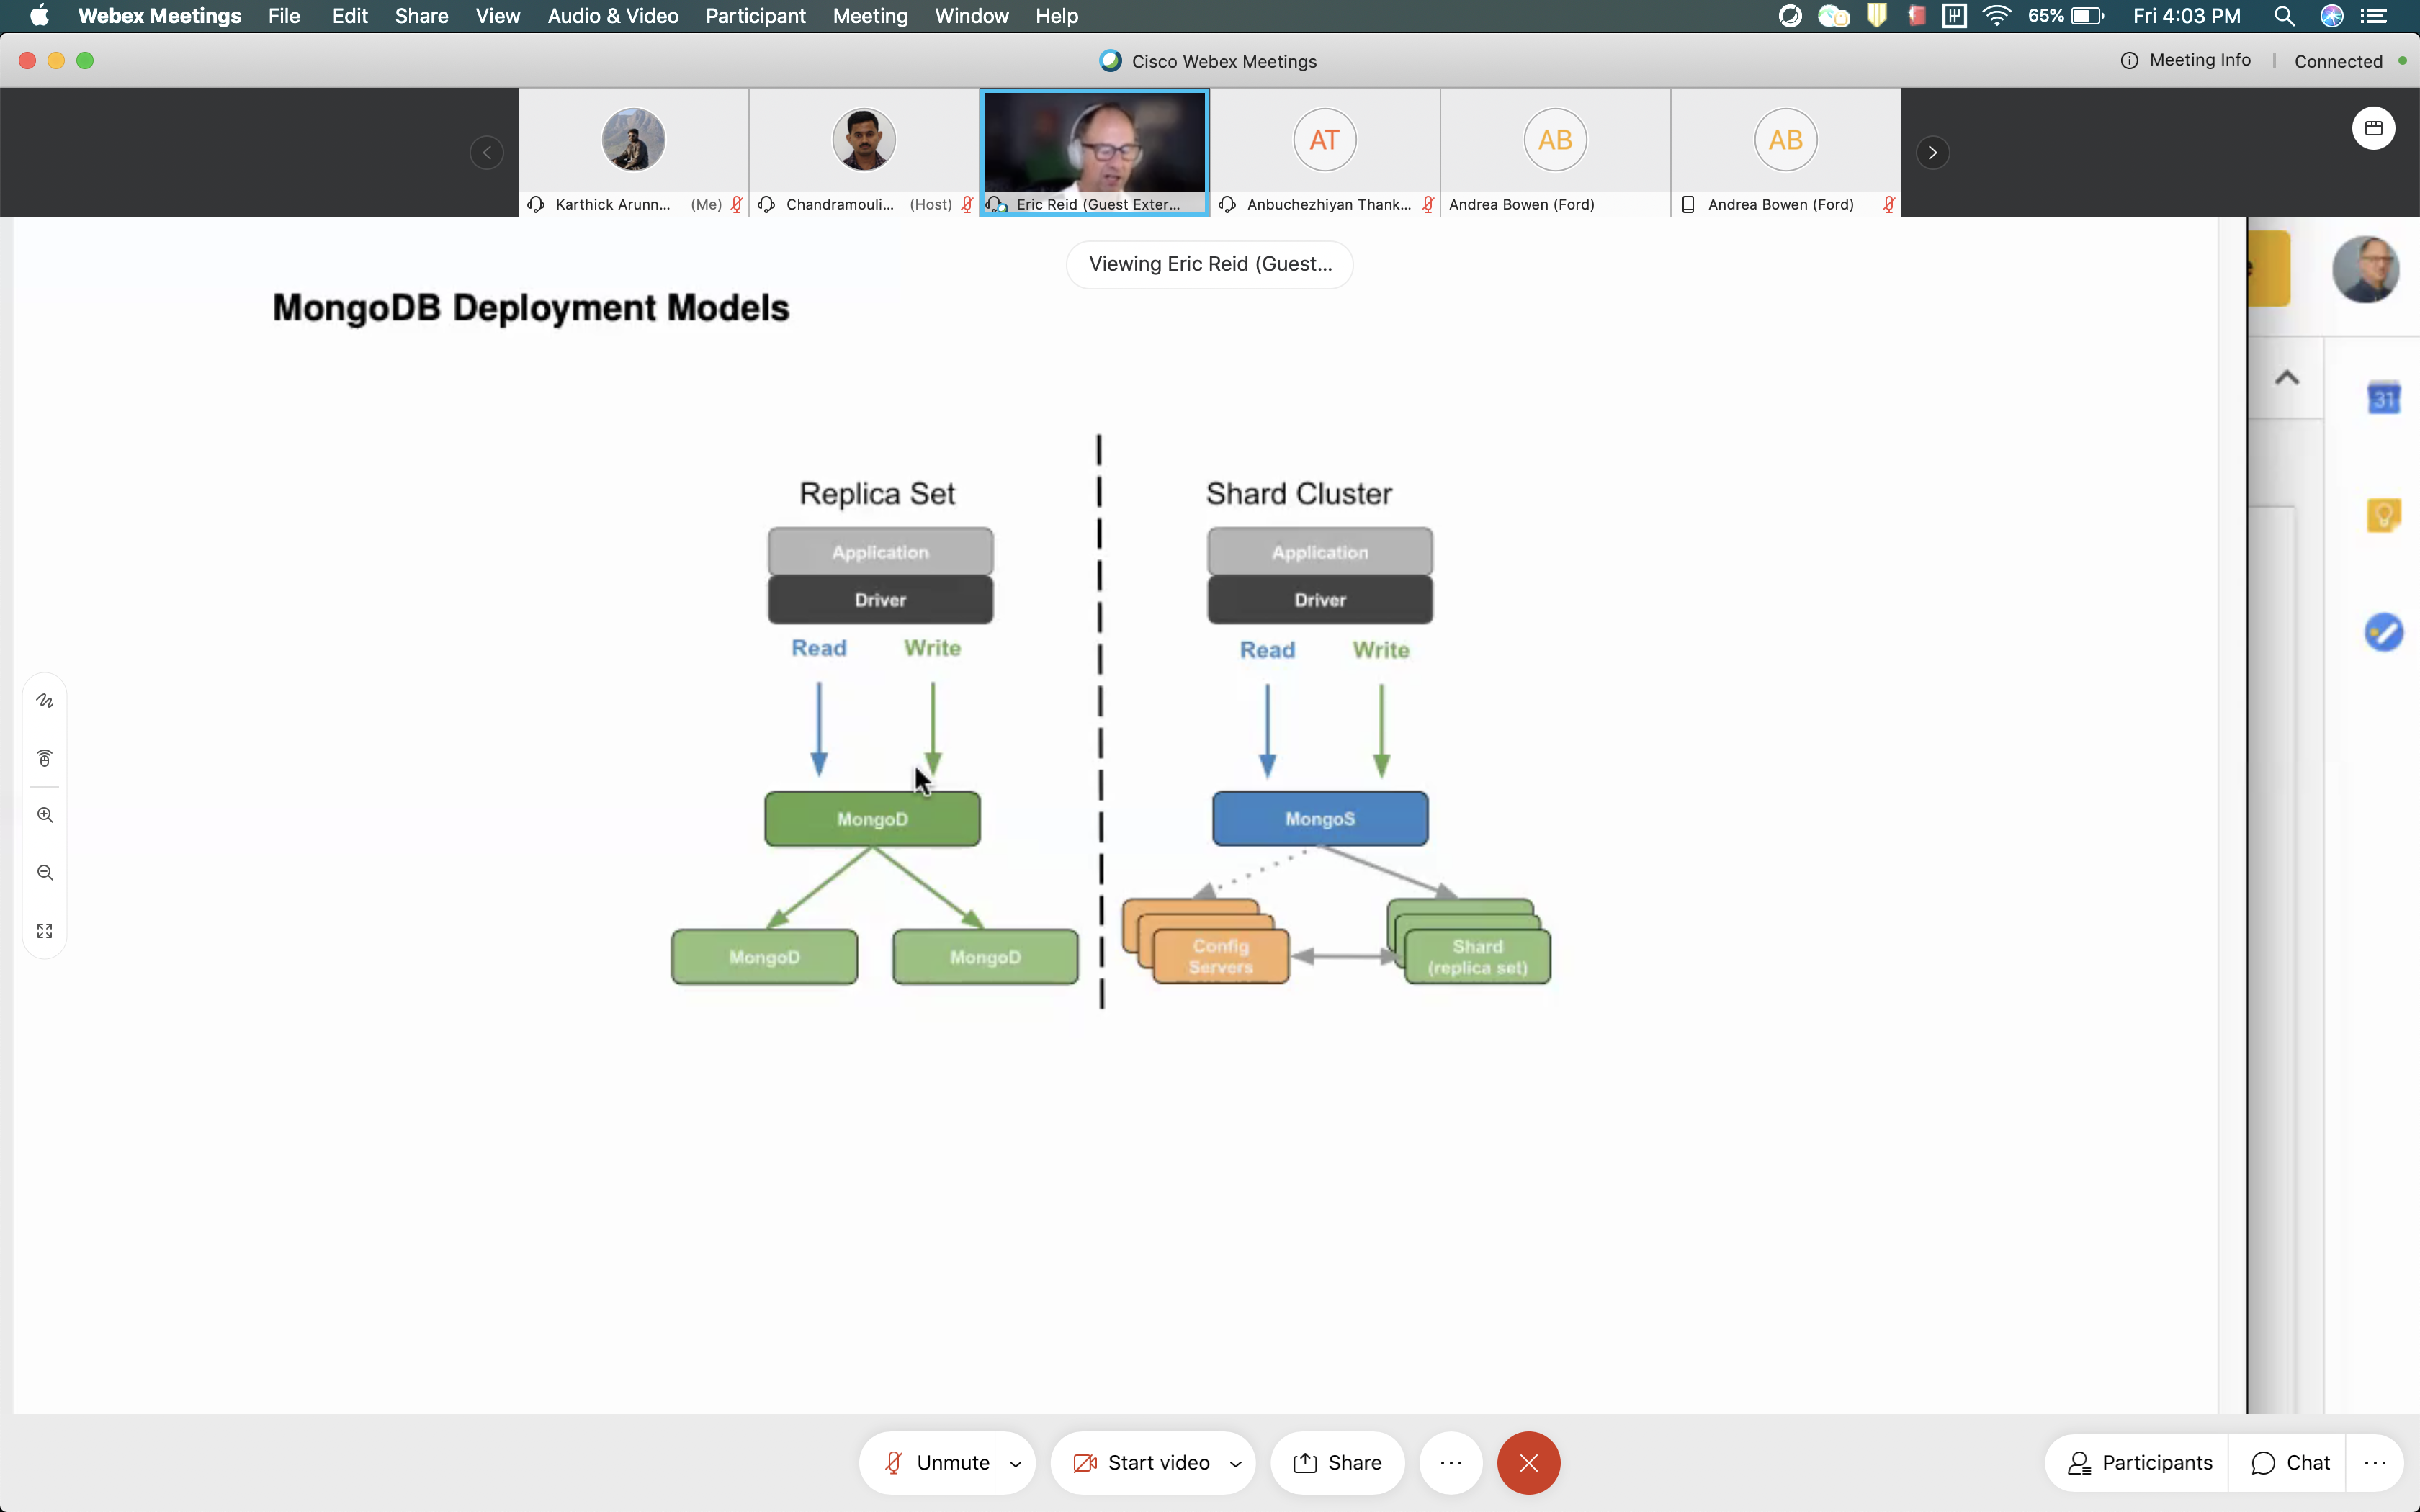 Webex Meetings File Edit Share View Audio & Video Participant Meeting Window Help 65% Fri 4:03 PM
Cisco Webex Meetings Meeting Info Connected
AT AB AB
Karthick Arunn... (Me) Chandramouli... (Host) Eric Reid (Guest Exter... Anbuchezhiyan Thank... Andrea Bowen (Ford) Andrea Bowen (Ford)
Viewing Eric Reid (Guest...
MongoDB Deployment Models
31
Replica Set Shard Cluster
Application Application
Driver Driver
Read Write Read Write
MongoD MongoS
MongoD MongoD Config Servers Shard (replica set)
Unmute Start video Share Participants Chat